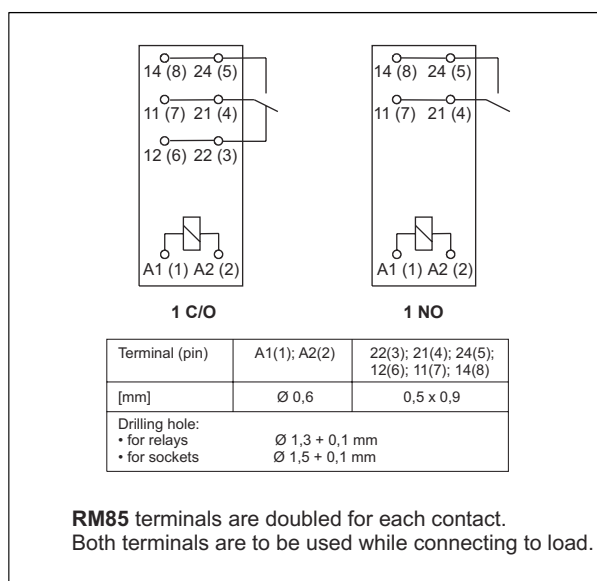 14 (8) 24 (5)
11 (7) 21 (4)
12 (6) 22 (3)
A1 (1) A2 (2)
1 C/O
14 (8) 24 (5)
11 (7) 21 (4)
A1 (1) A2 (2)
1 NO
Terminal (pin) A1(1); A2(2) 22(3); 21(4); 24(5);
12(6); 11(7); 14(8)
[mm] Ø 0,6 0,5 x 0,9
Drilling hole:
• for relays Ø 1,3 + 0,1 mm
• for sockets Ø 1,5 + 0,1 mm
RM85 terminals are doubled for each contact.
Both terminals are to be used while connecting to load.